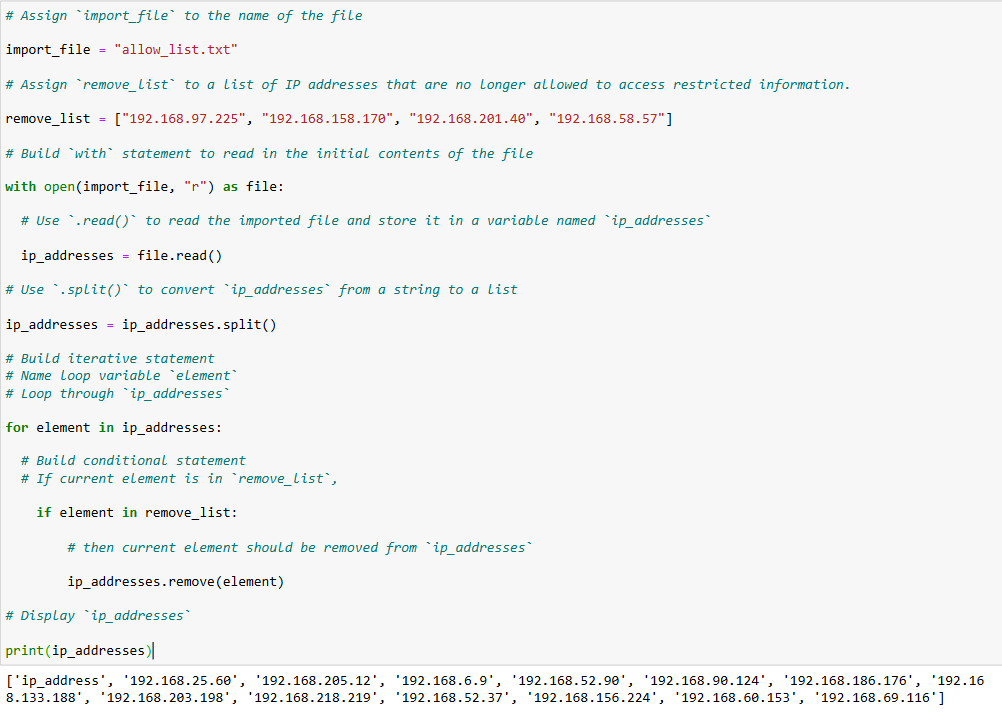 # Assign `import_file` to the name of the file
import_file = "allow_list.txt"
# Assign `remove_list` to a list of IP addresses that are no longer allowed to access restricted information.
remove_list = ["192.168.97.225", "192.168.158.170", "192.168.201.40", "192.168.58.57"]
# Build `with` statement to read in the initial contents of the file
with open(import_file, "r") as file:
# Use `.read()` to read the imported file and store it in a variable named `ip_addresses`
ip_addresses = file.read()
# Use `.split()` to convert `ip_addresses` from a string to a list
ip_addresses = ip_addresses.split()
# Build iterative statement
# Name loop variable `element`
# Loop through `ip_addresses`
for element in ip_addresses:
# Build conditional statement
# If current element is in `remove_list`,
if element in remove_list:
# then current element should be removed from `ip_addresses`
ip_addresses.remove(element)
# Display `ip_addresses`
print(ip_addresses)
['ip_address', '192.168.25.60', '192.168.205.12', '192.168.6.9', '192.168.52.90', '192.168.90.124', '192.168.186.176', '192.16
8.133.188', '192.168.203.198', '192.168.218.219', '192.168.52.37', '192.168.156.224', '192.168.60.153', '192.168.69.116']